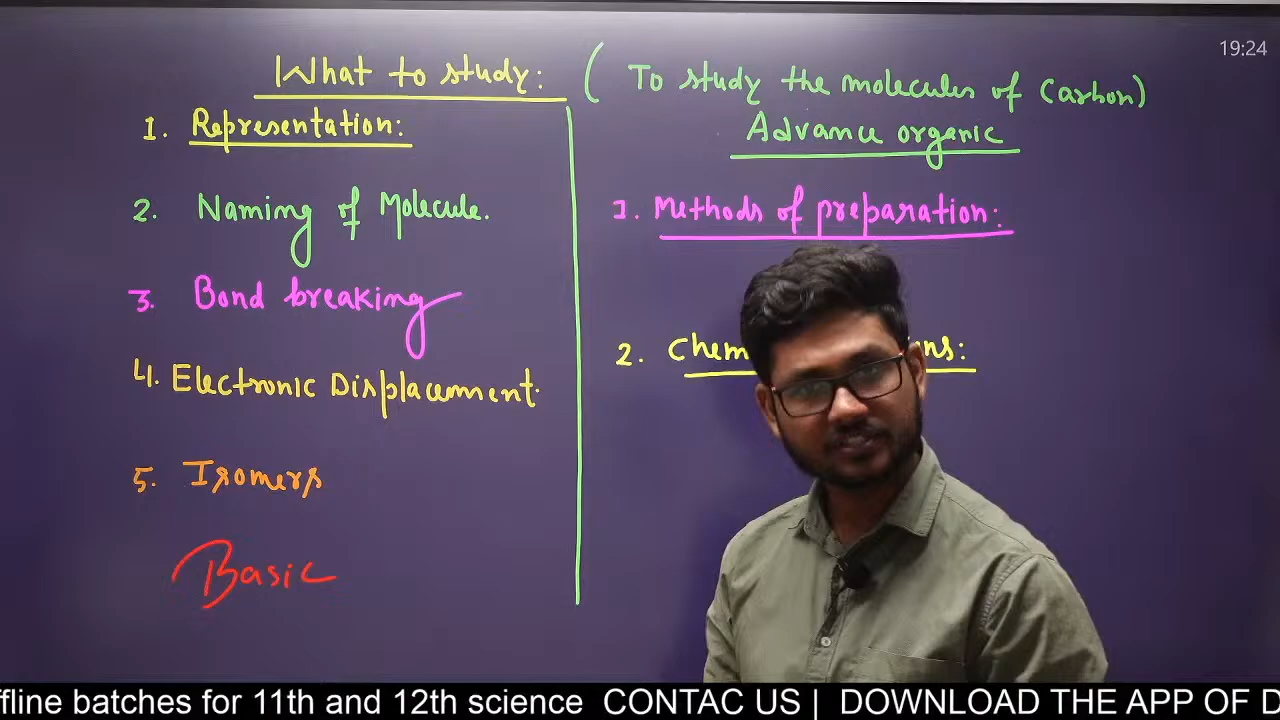 19:24
What to study: ( To study the molecules of Carbon)
1. Representation:
2. Naming of Molecule.
3. Bond breaking
4. Electronic Displacement.
5. Isomers
Basic
Advance organic
1. Methods of preparation:
2. Chem ns:
ffline batches for 11th and 12th science CONTAC US | DOWNLOAD THE APP OF D